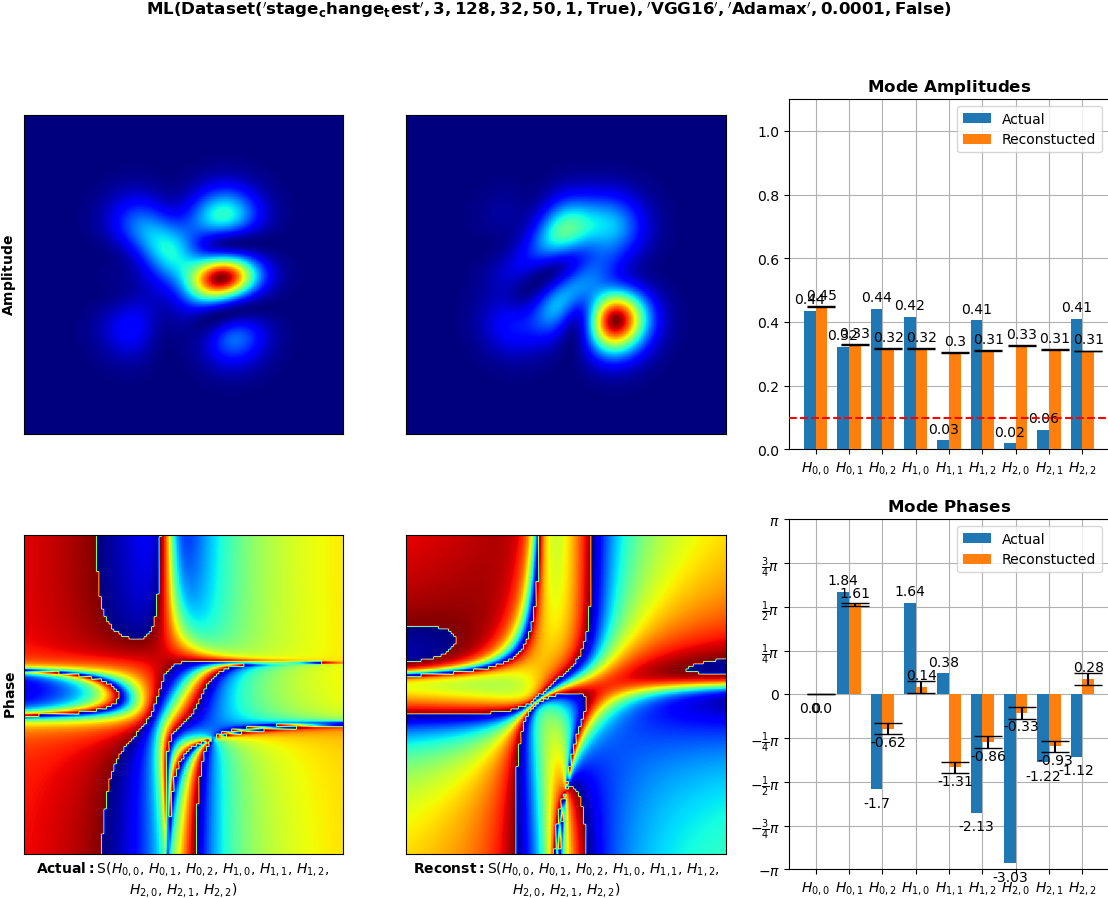 ML(Dataset('stage_change_test', 3, 128, 32, 50, 1, True), 'VGG16', 'Adamax', 0.0001, False)
Amplitude
Mode Amplitudes
Actual
Reconstucted
1.0
0.8
0.6
0.4
0.2
0.0
0.44 0.45 0.32 0.33 0.44 0.32 0.42 0.32 0.03 0.3 0.41 0.31 0.02 0.33 0.06 0.31 0.41 0.31
H0,0 H0,1 H0,2 H1,0 H1,1 H1,2 H2,0 H2,1 H2,2
Phase
Actual: S(H0,0, H0,1, H0,2, H1,0, H1,1, H1,2,
H2,0, H2,1, H2,2)
Reconst: S(H0,0, H0,1, H0,2, H1,0, H1,1, H1,2,
H2,0, H2,1, H2,2)
Mode Phases
Actual
Reconstucted
π
3/4π
1/2π
1/4π
0
−1/4π
−1/2π
−3/4π
−π
0.0 0.0 1.84 1.61 -1.7 -0.62 1.64 0.14 0.38 -1.31 -2.13 -0.86 -3.03 -0.33 -1.22 -0.93 -1.12 0.28
H0,0 H0,1 H0,2 H1,0 H1,1 H1,2 H2,0 H2,1 H2,2